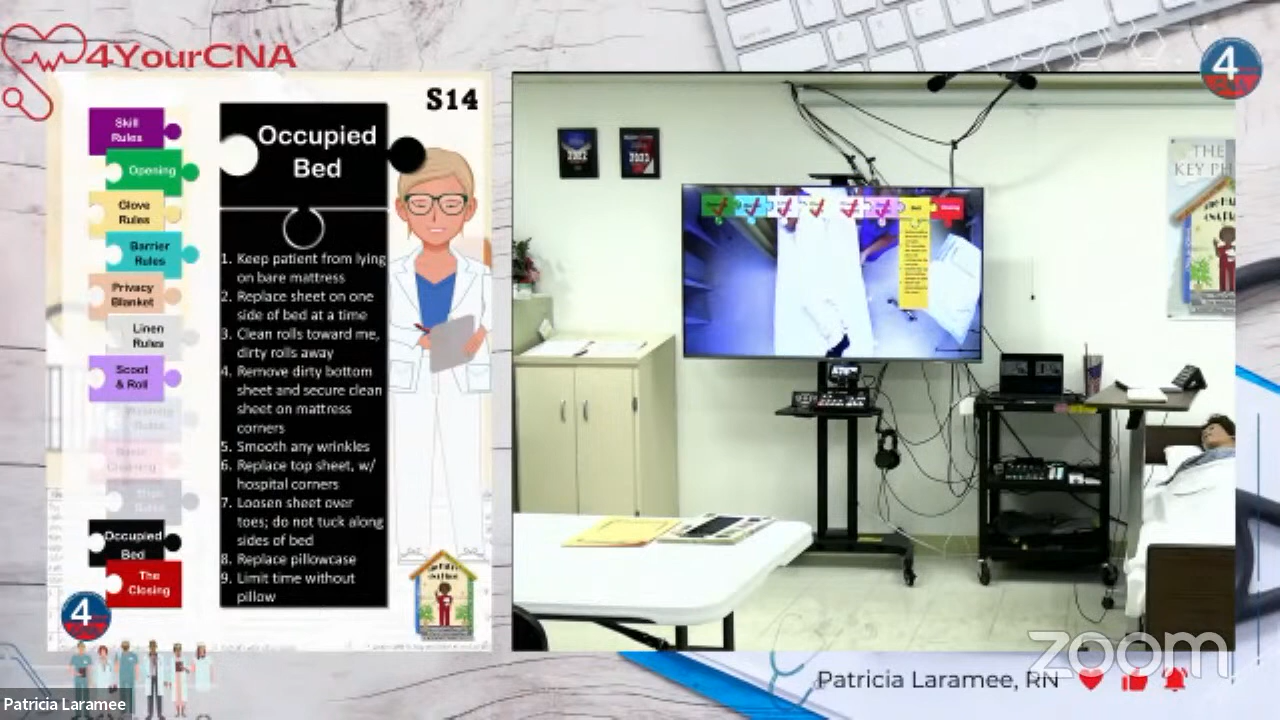 4YourCNA
S14
4
Skill
Rules
Opening
Glove
Rules
Barrier
Rules
Privacy
Blanket
Linen
Rules
Scoot
& Roll
Occupied
Bed
The
Closing
4
Occupied
Bed
1. Keep patient from lying
on bare mattress
2. Replace sheet on one
side of bed at a time
3. Clean rolls toward me,
dirty rolls away
4. Remove dirty bottom
sheet and secure clean
sheet on mattress
corners
5. Smooth any wrinkles
6. Replace top sheet, w/
hospital corners
7. Loosen sheet over
toes; do not tuck along
sides of bed
8. Replace pillowcase
9. Limit time without
pillow
2022
THE
KEY PH
zoom
Patricia Laramee, RN
Patricia Laramee